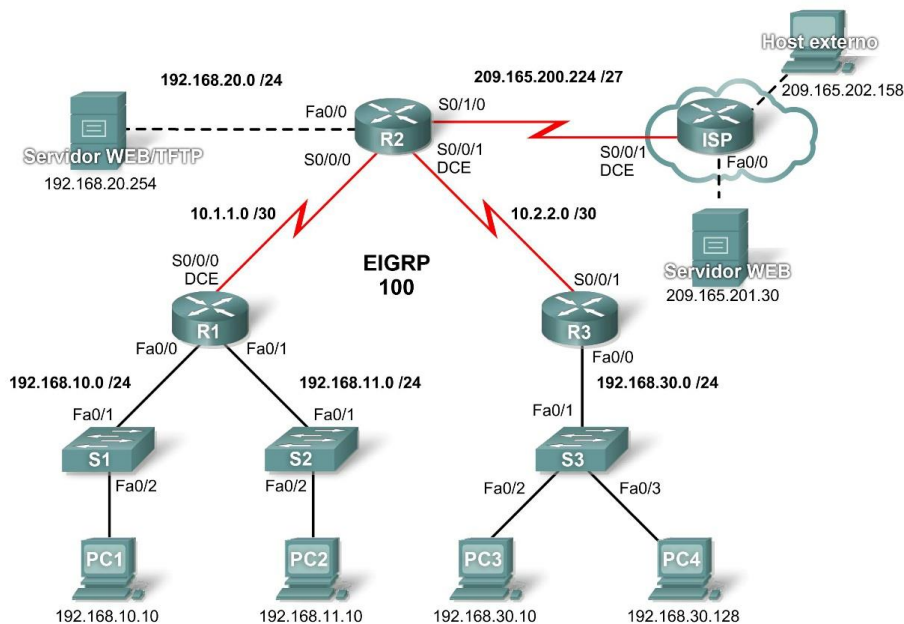 Host externo
209.165.202.158
192.168.20.0 /24
209.165.200.224 /27
Fa0/0
S0/1/0
R2
ISP
Servidor WEB/TFTP
192.168.20.254
S0/0/0
S0/0/1
DCE
S0/0/1
DCE
Fa0/0
10.1.1.0 /30
10.2.2.0 /30
Servidor WEB
209.165.201.30
EIGRP
100
S0/0/0
DCE
S0/0/1
R1
R3
Fa0/0
Fa0/1
Fa0/0
192.168.10.0 /24
192.168.11.0 /24
192.168.30.0 /24
Fa0/1
Fa0/1
Fa0/1
S1
S2
S3
Fa0/2
Fa0/2
Fa0/2
Fa0/3
PC1
PC2
PC3
PC4
192.168.10.10
192.168.11.10
192.168.30.10
192.168.30.128